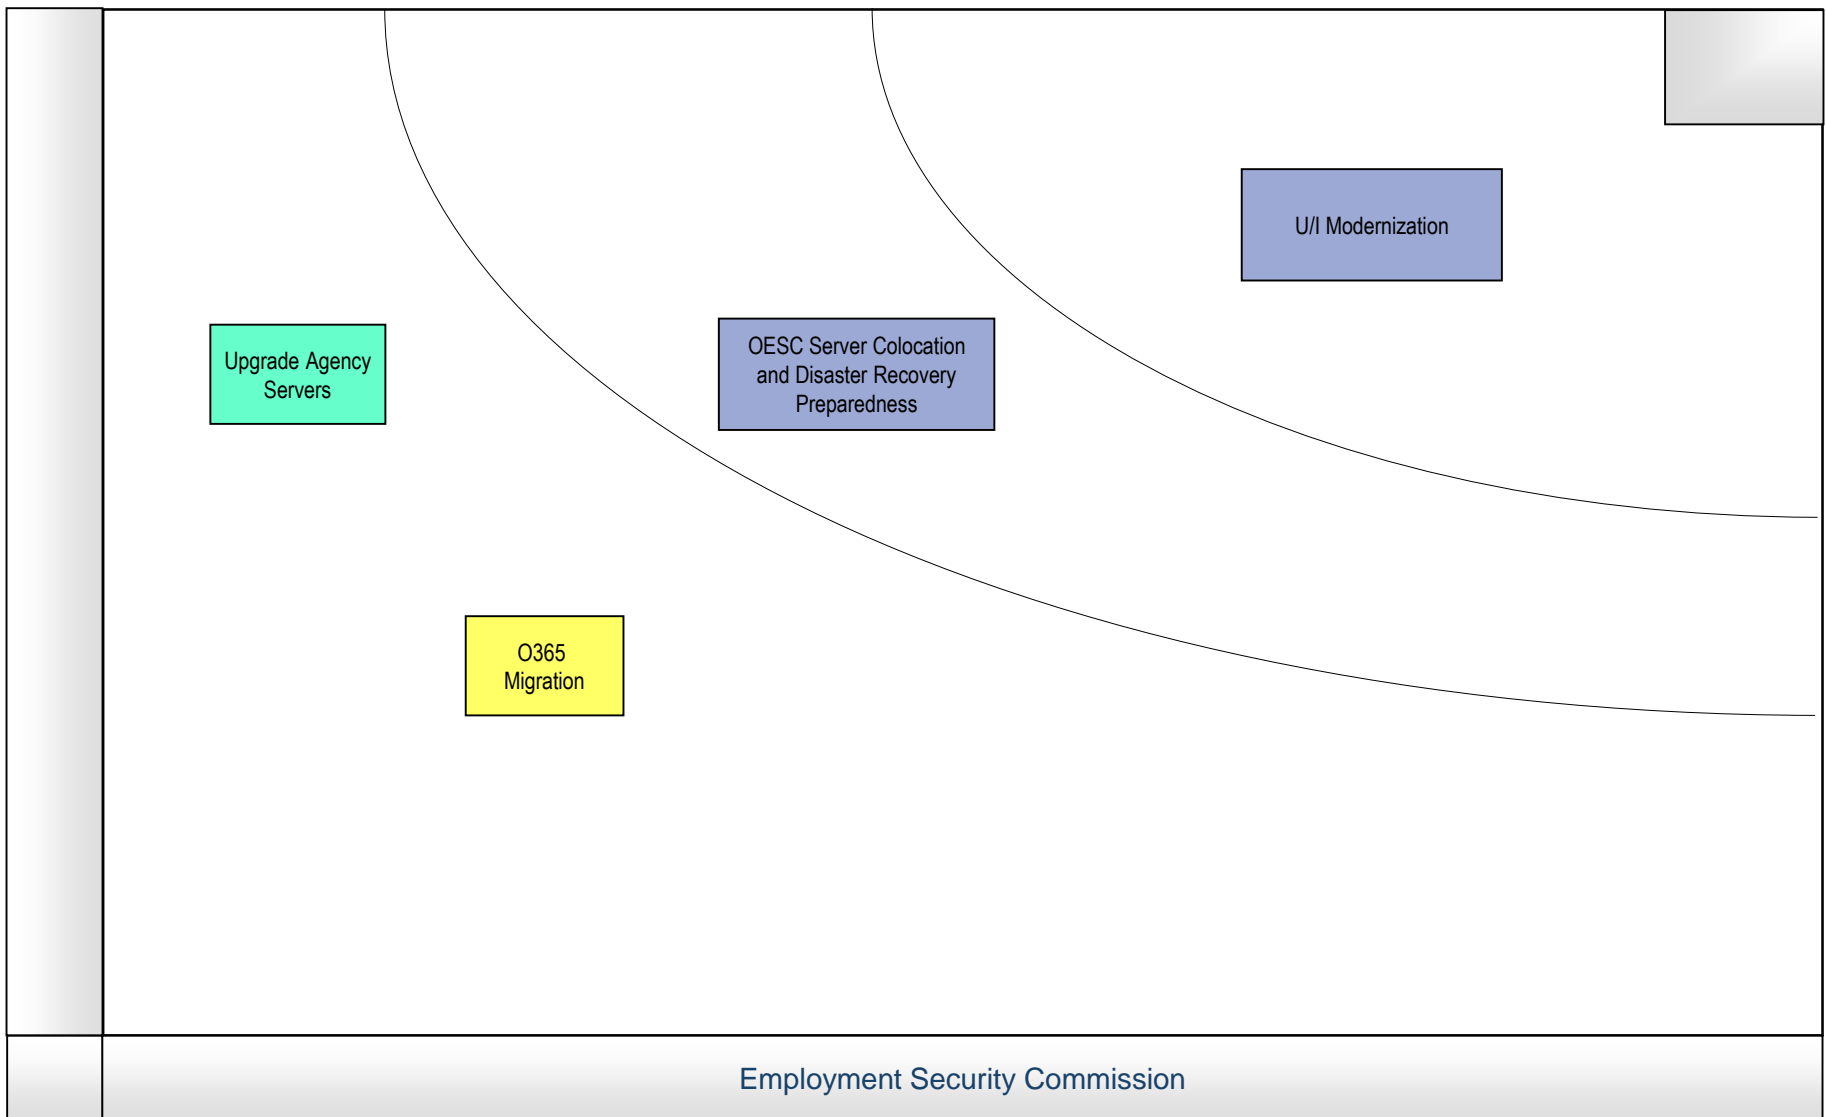 U/I Modernization
Upgrade Agency
Servers
OESC Server Colocation
and Disaster Recovery
Preparedness
O365
Migration
Employment Security Commission